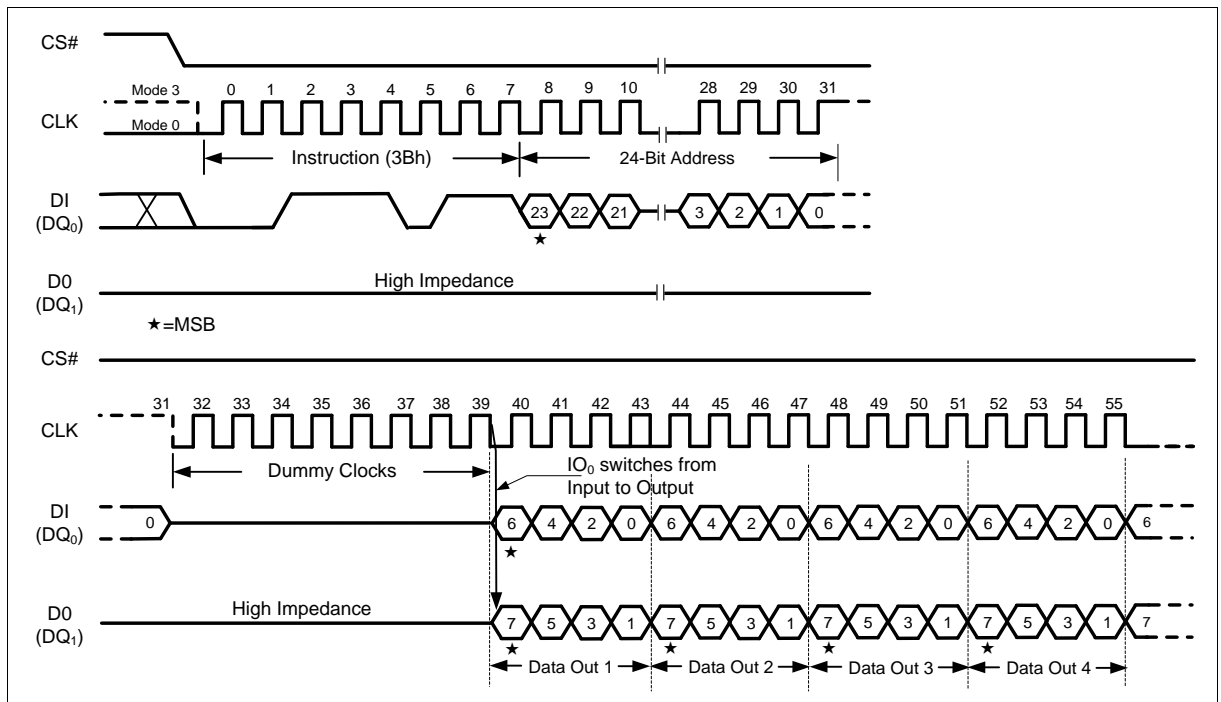 CS#
Mode 3 0 1 2 3 4 5 6 7 8 9 10 28 29 30 31
CLK Mode 0
Instruction (3Bh) 24-Bit Address
DI
(DQ0) 23 22 21 3 2 1 0
★
D0 High Impedance
(DQ1)
★=MSB
CS#
31 32 33 34 35 36 37 38 39 40 41 42 43 44 45 46 47 48 49 50 51 52 53 54 55
CLK
Dummy Clocks
IO0 switches from
Input to Output
DI
(DQ0) 0 6 4 2 0 6 4 2 0 6 4 2 0 6 4 2 0 6
★
D0 High Impedance
(DQ1) 7 5 3 1 7 5 3 1 7 5 3 1 7 5 3 1 7
★ ★ ★ ★
Data Out 1 Data Out 2 Data Out 3 Data Out 4